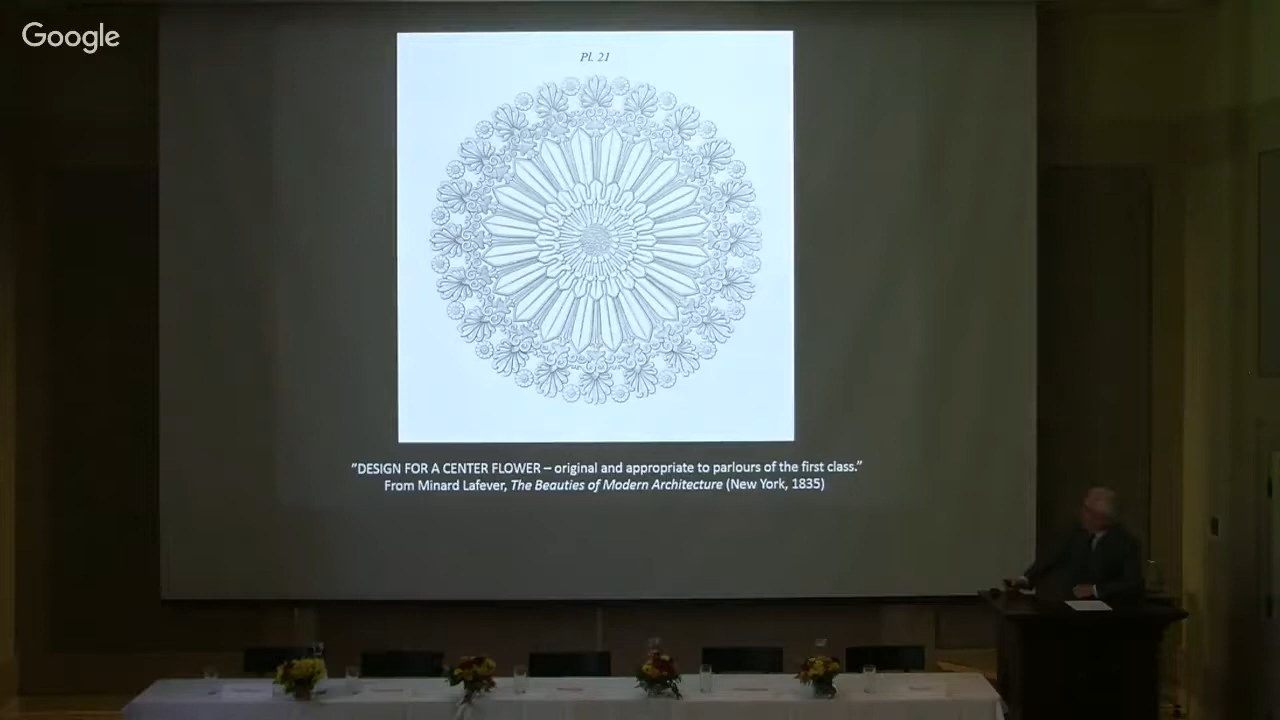 Google
Pl. 21
"DESIGN FOR A CENTER FLOWER – original and appropriate to parlours of the first class."
From Minard Lafever, The Beauties of Modern Architecture (New York, 1835)